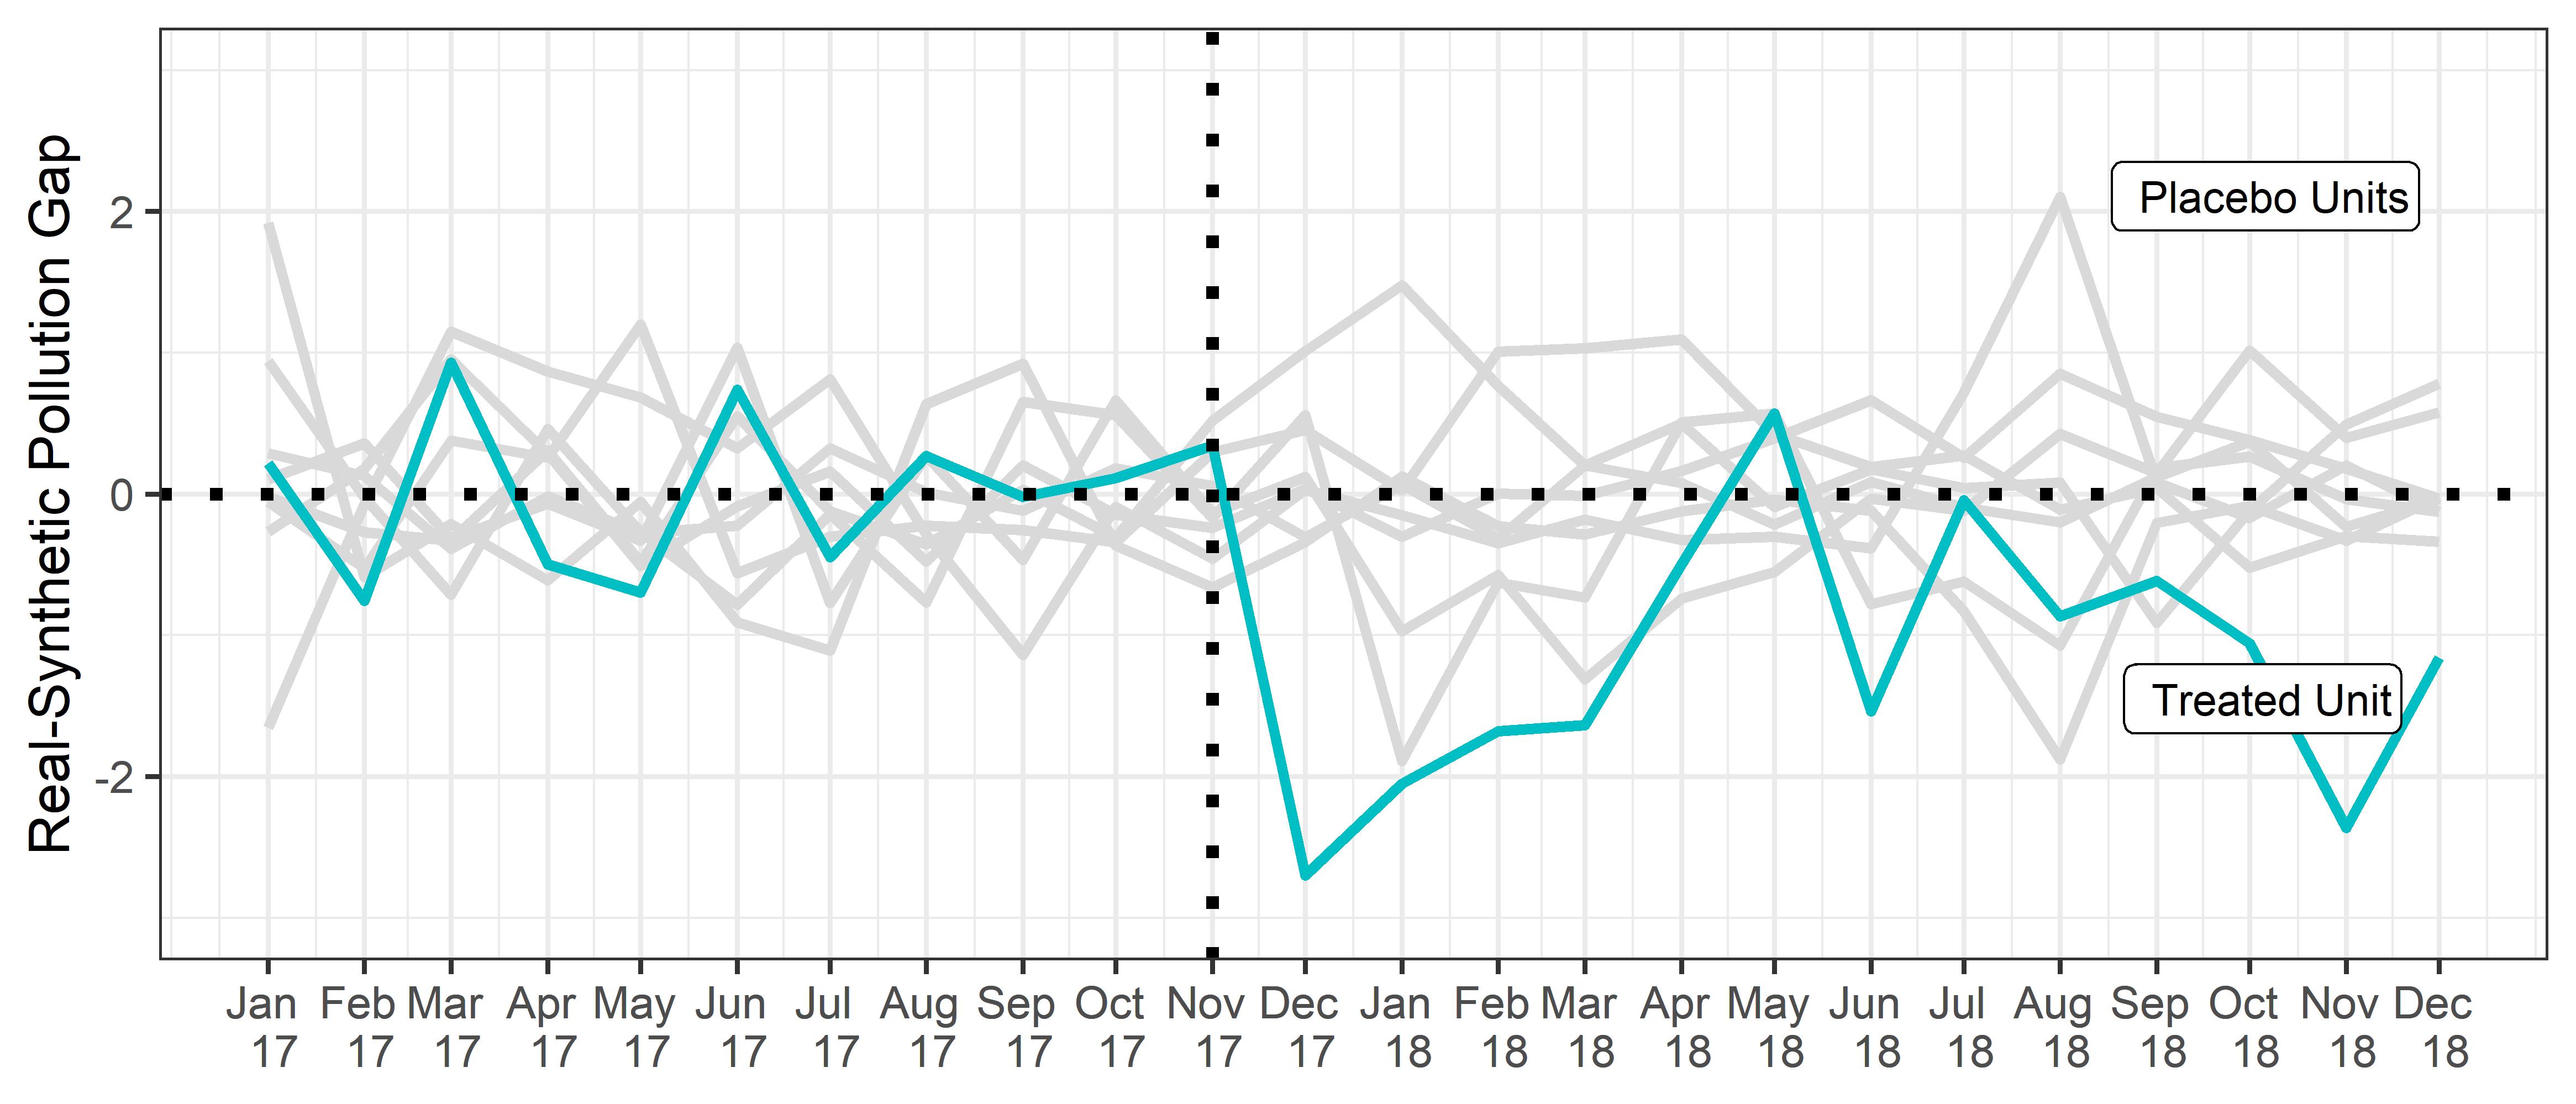 Real-Synthetic Pollution Gap
2
0
-2
Placebo Units
Treated Unit
Jan Feb Mar Apr May Jun Jul Aug Sep Oct Nov Dec Jan Feb Mar Apr May Jun Jul Aug Sep Oct Nov Dec
17 17 17 17 17 17 17 17 17 17 17 17 18 18 18 18 18 18 18 18 18 18 18 18